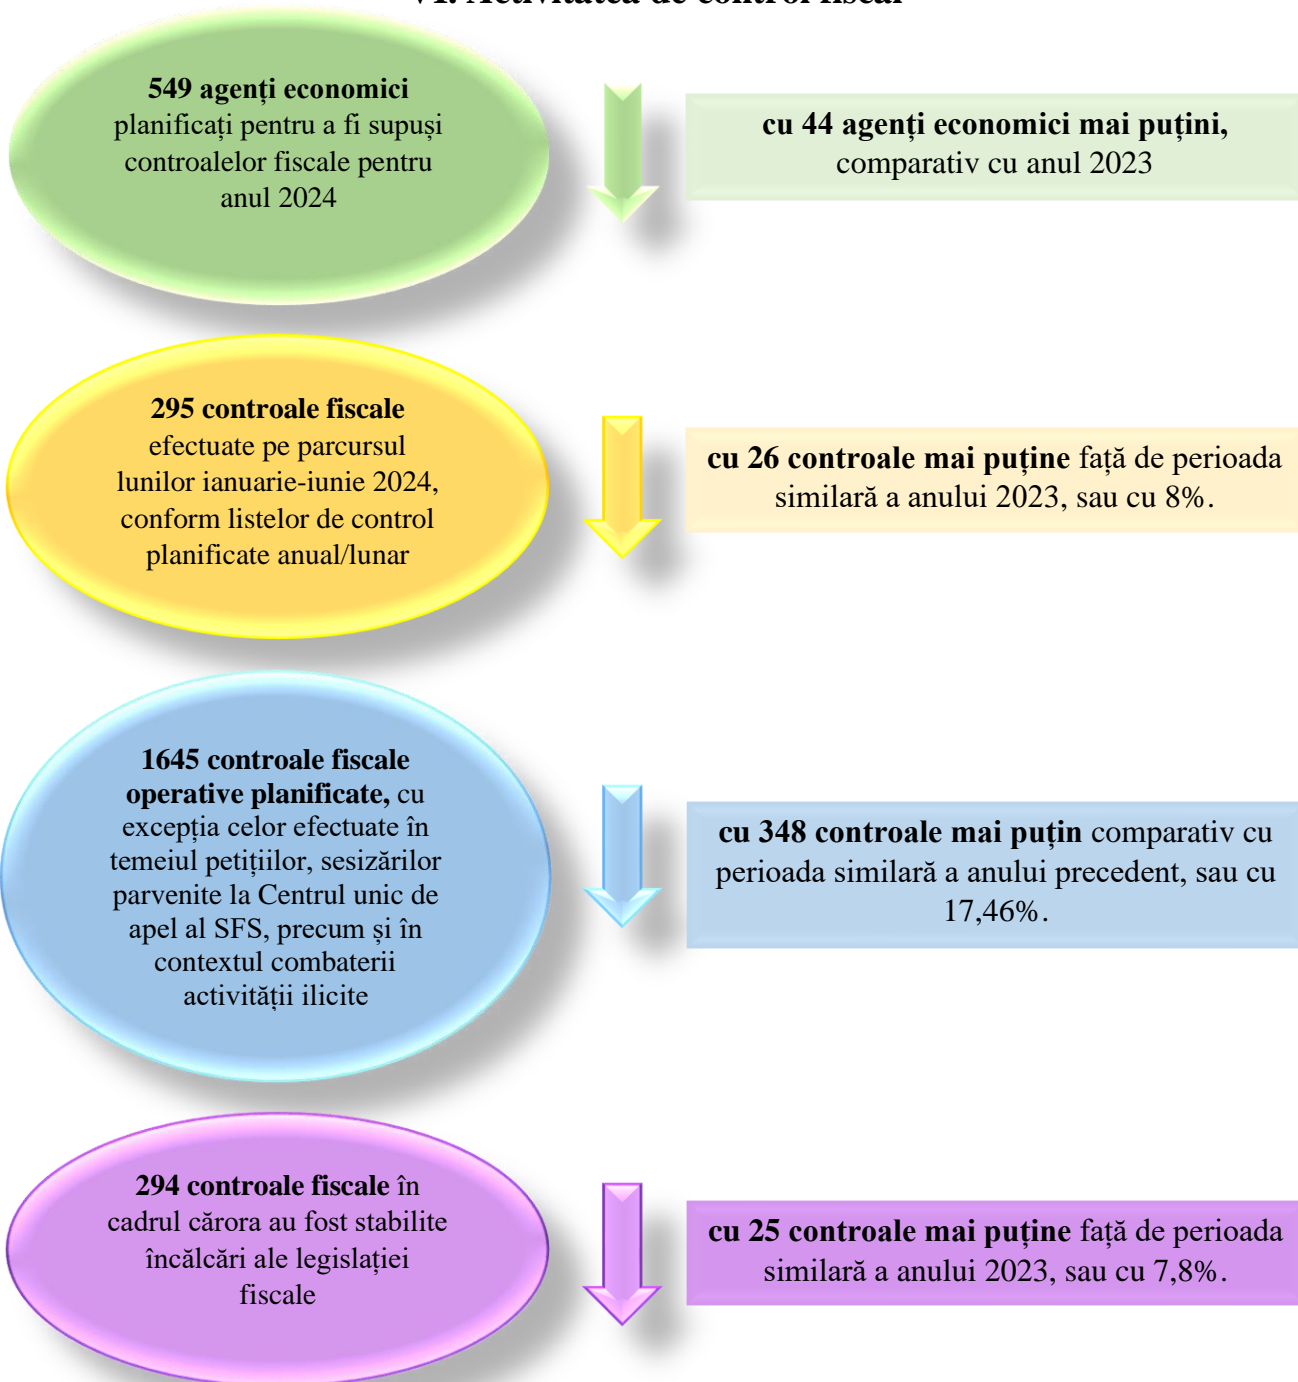 VI. Activitatea de control fiscal
549 agenți economici
planificați pentru a fi supuși
controalelor fiscale pentru
anul 2024
cu 44 agenți economici mai puțini,
comparativ cu anul 2023
295 controale fiscale
efectuate pe parcursul
lunilor ianuarie-iunie 2024,
conform listelor de control
planificate anual/lunar
cu 26 controale mai puține față de perioada
similară a anului 2023, sau cu 8%.
1645 controale fiscale
operative planificate, cu
excepția celor efectuate în
temeiul petițiilor, sesizărilor
parvenite la Centrul unic de
apel al SFS, precum și în
contextul combaterii
activității ilicite
cu 348 controale mai puțin comparativ cu
perioada similară a anului precedent, sau cu
17,46%.
294 controale fiscale în
cadrul cărora au fost stabilite
încălcări ale legislației
fiscale
cu 25 controale mai puține față de perioada
similară a anului 2023, sau cu 7,8%.